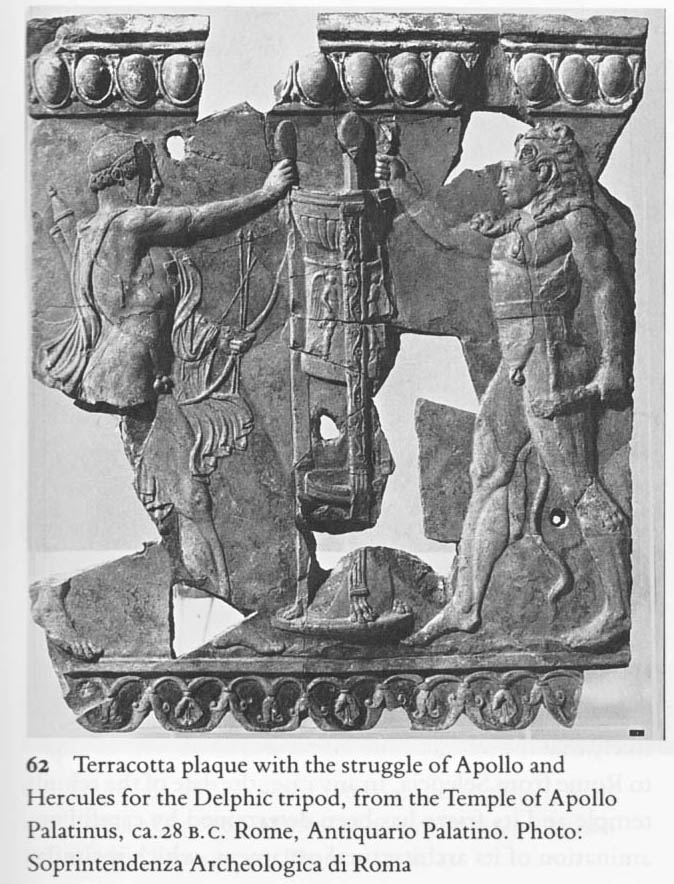 62 Terracotta plaque with the struggle of Apollo and
Hercules for the Delphic tripod, from the Temple of Apollo
Palatinus, ca. 28 B.C. Rome, Antiquario Palatino. Photo:
Soprintendenza Archeologica di Roma